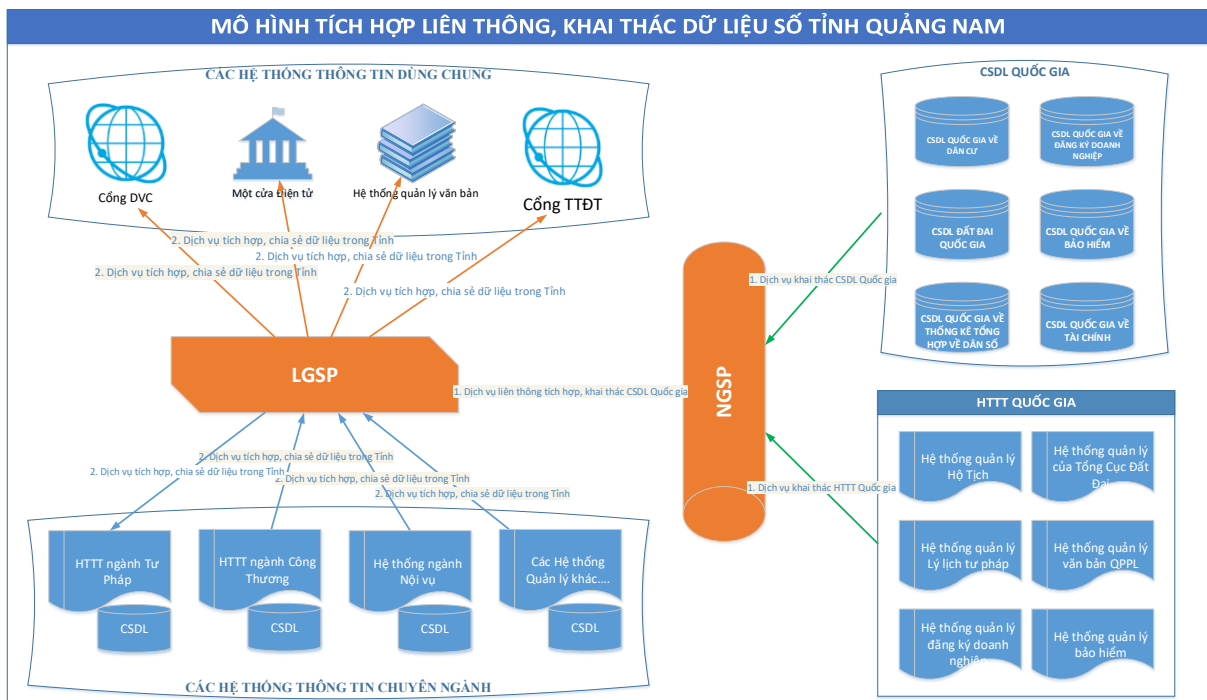 MÔ HÌNH TÍCH HỢP LIÊN THÔNG, KHAI THÁC DỮ LIỆU SỐ TỈNH QUẢNG NAM
CÁC HỆ THỐNG THÔNG TIN DÙNG CHUNG
Cổng DVC
Một cửa Điện tử
Hệ thống quản lý văn bản
Cổng TTĐT
2. Dịch vụ tích hợp, chia sẻ dữ liệu trong Tỉnh
2. Dịch vụ tích hợp, chia sẻ dữ liệu trong Tỉnh
2. Dịch vụ tích hợp, chia sẻ dữ liệu trong Tỉnh
2. Dịch vụ tích hợp, chia sẻ dữ liệu trong Tỉnh
LGSP
1. Dịch vụ liên thông tích hợp, khai thác CSDL Quốc gia
NGSP
2. Dịch vụ tích hợp, chia sẻ dữ liệu trong Tỉnh
2. Dịch vụ tích hợp, chia sẻ dữ liệu trong Tỉnh
2. Dịch vụ tích hợp, chia sẻ dữ liệu trong Tỉnh
2. Dịch vụ tích hợp, chia sẻ dữ liệu trong Tỉnh
HTTT ngành Tư
Pháp
CSDL
HTTT ngành Công
Thương
CSDL
Hệ thống ngành
Nội vụ
CSDL
Các Hệ thống
Quản lý khác....
CSDL
CÁC HỆ THỐNG THÔNG TIN CHUYÊN NGÀNH
CSDL QUỐC GIA
CSDL QUỐC GIA VỀ
DÂN CƯ
CSDL QUỐC GIA VỀ
ĐĂNG KÝ DOANH
NGHIỆP
CSDL ĐẤT ĐAI
QUỐC GIA
CSDL QUỐC GIA VỀ
BẢO HIỂM
CSDL QUỐC GIA VỀ
THỐNG KÊ TỔNG
HỢP VỀ DÂN SỐ
CSDL QUỐC GIA VỀ
TÀI CHÍNH
1. Dịch vụ khai thác CSDL Quốc gia
1. Dịch vụ khai thác HTTT Quốc gia
HTTT QUỐC GIA
Hệ thống quản lý
Hộ Tịch
Hệ thống quản lý
của Tổng Cục Đất
Đai
Hệ thống quản lý
Lý lịch tư pháp
Hệ thống quản lý
văn bản QPPL
Hệ thống quản lý
đăng ký doanh
nghiệp
Hệ thống quản lý
bảo hiểm